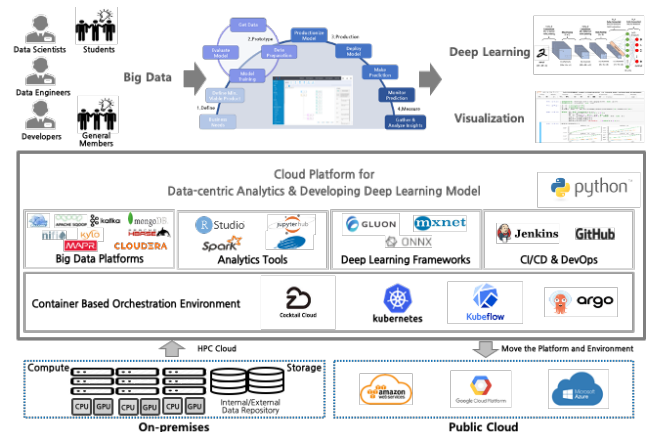 Data Scientists
Students
Data Engineers
Developers
General
Members
Big Data
Get Data
2.Prototype
Evaluate
Model
Data
Preparation
Model
Training
1.Define
Productionize
Model
3.Production
Deploy
Model
Make
Prediction
Monitor
Prediction
4.Measure
Gather &
Analyze Insights
Deep Learning
Visualization
Cloud Platform for
Data-centric Analytics & Developing Deep Learning Model
python
kafka
mongoDB
nifi
kylo
MAPR
CLOUDERA
Big Data Platforms
R Studio
jupyterhub
Spark
Analytics Tools
GLUON
mxnet
ONNX
Deep Learning Frameworks
Jenkins
GitHub
CI/CD & DevOps
Container Based Orchestration Environment
Cocktail Cloud
kubernetes
Kubeflow
argo
HPC Cloud
Move the Platform and Environment
Compute
Storage
CPU GPU CPU GPU CPU GPU
Internal/External
Data Repository
On-premises
amazon
webservices
Google Cloud Platform
Microsoft
Azure
Public Cloud